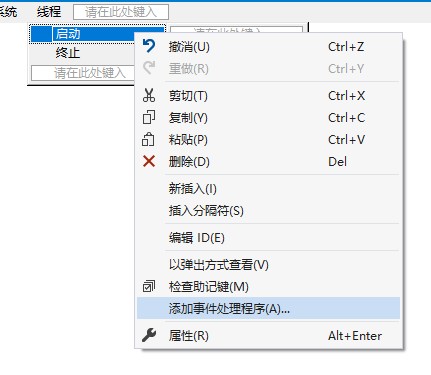 系统 线程 请在此处键入
启动 请在此处键入
终止
请在此处键入
撤消(U) Ctrl+Z
重做(R) Ctrl+Y
剪切(T) Ctrl+X
复制(Y) Ctrl+C
粘贴(P) Ctrl+V
删除(D) Del
新插入(I)
插入分隔符(S)
编辑 ID(E)
以弹出方式查看(V)
检查助记键(M)
添加事件处理程序(A)...
属性(R) Alt+Enter